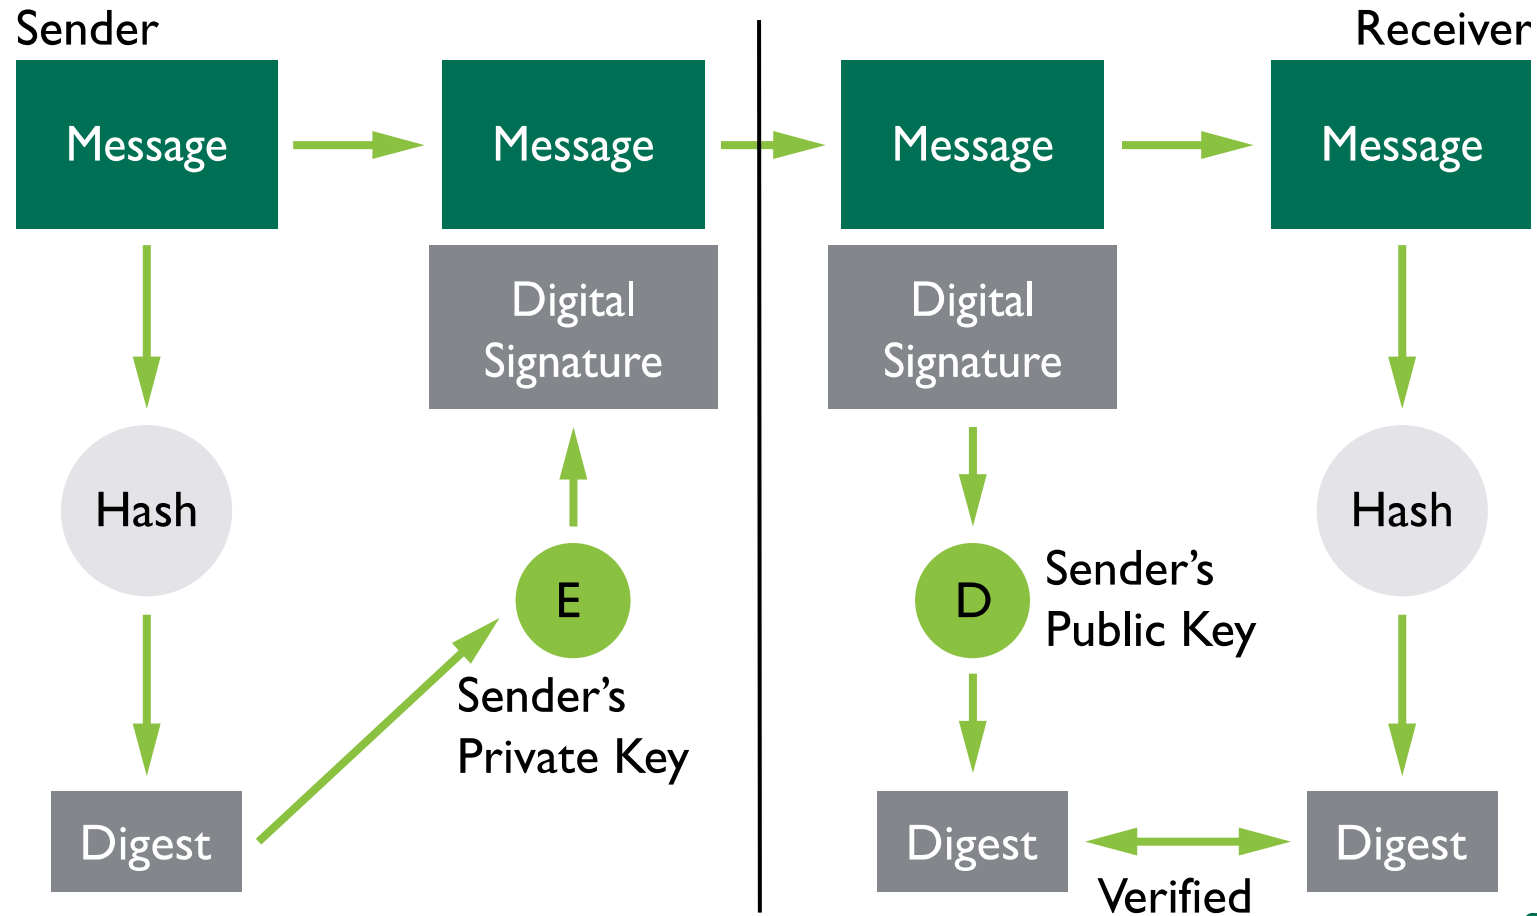 Sender
Receiver
Message
Message
Message
Message
Digital
Signature
Digital
Signature
Hash
Hash
E
D
Sender's
Public Key
Sender's
Private Key
Digest
Digest
Digest
Verified